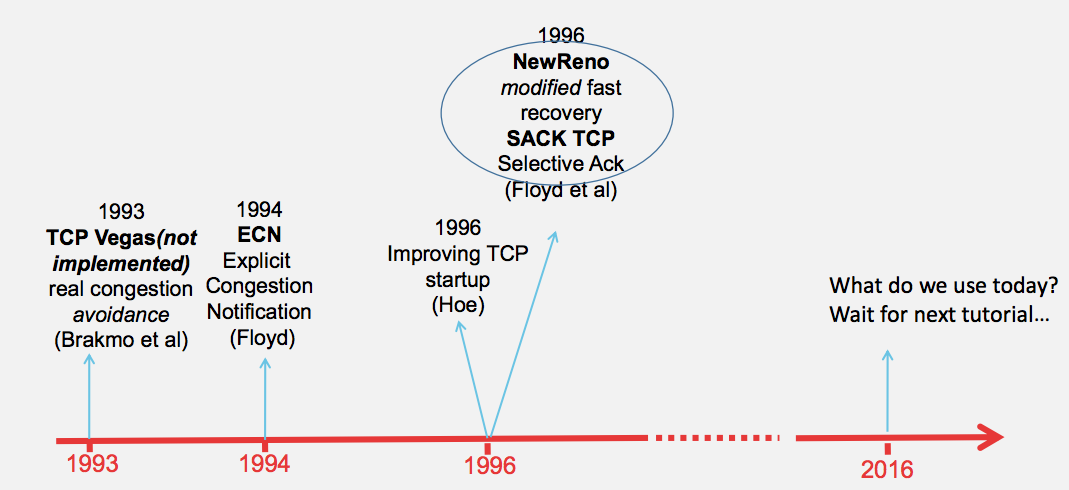 1993
TCP Vegas(not
implemented)
real congestion
avoidance
(Brakmo et al)
1994
ECN
Explicit
Congestion
Notification
(Floyd)
1996
Improving TCP
startup
(Hoe)
1996
NewReno
modified fast
recovery
SACK TCP
Selective Ack
(Floyd et al)
What do we use today?
Wait for next tutorial...
1993
1994
1996
2016